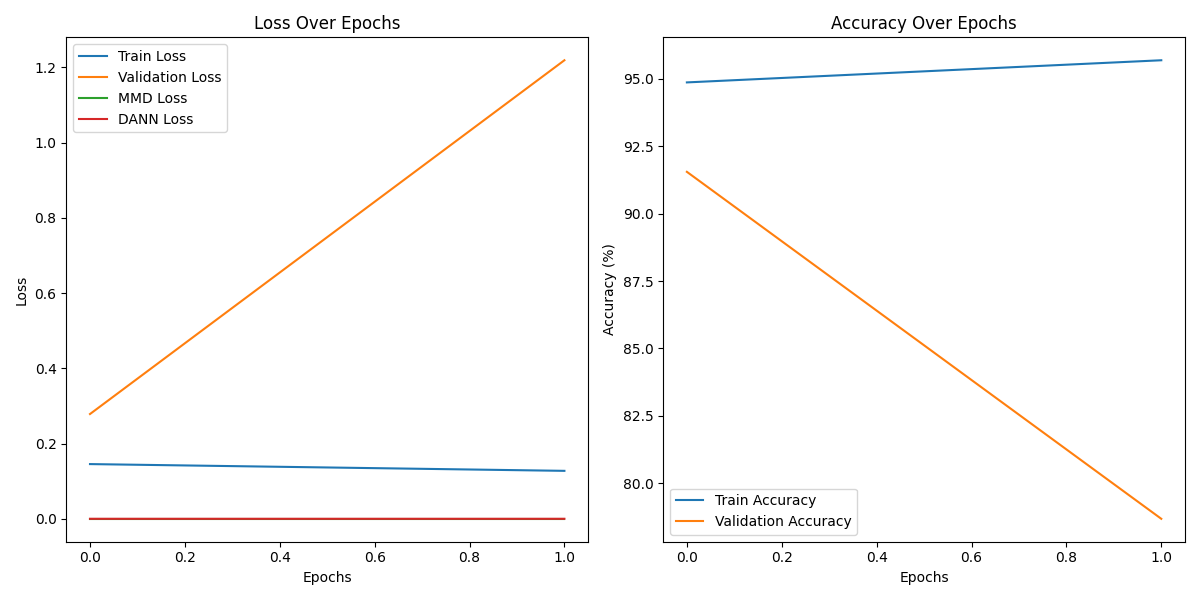 Loss Over Epochs
Train Loss
Validation Loss
MMD Loss
DANN Loss
1.2
1.0
0.8
0.6
0.4
0.2
0.0
Loss
0.0 0.2 0.4 0.6 0.8 1.0
Epochs
Accuracy Over Epochs
95.0
92.5
90.0
87.5
85.0
82.5
80.0
Accuracy (%)
Train Accuracy
Validation Accuracy
0.0 0.2 0.4 0.6 0.8 1.0
Epochs